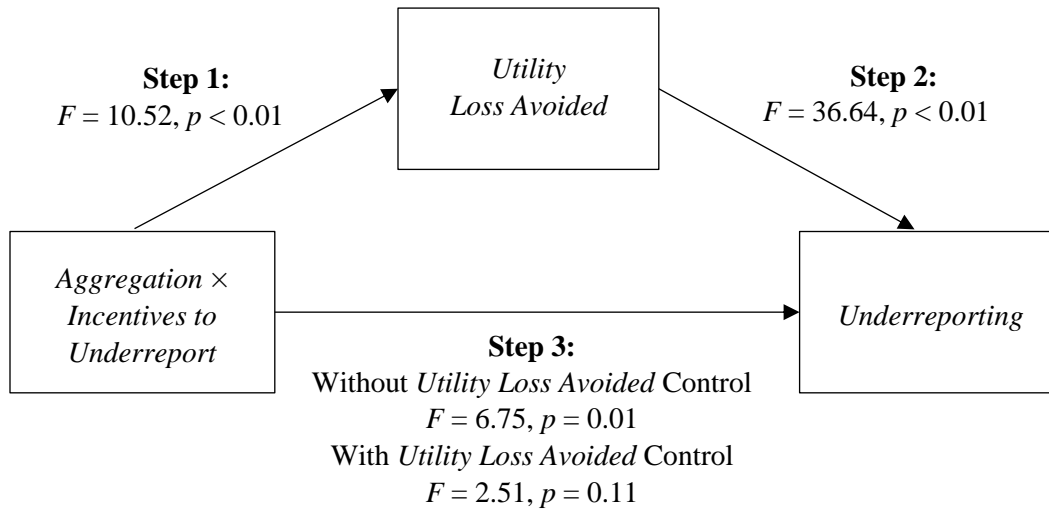 Step 1:
F = 10.52, p < 0.01
Utility
Loss Avoided
Step 2:
F = 36.64, p < 0.01
Aggregation ×
Incentives to
Underreport
Underreporting
Step 3:
Without Utility Loss Avoided Control
F = 6.75, p = 0.01
With Utility Loss Avoided Control
F = 2.51, p = 0.11